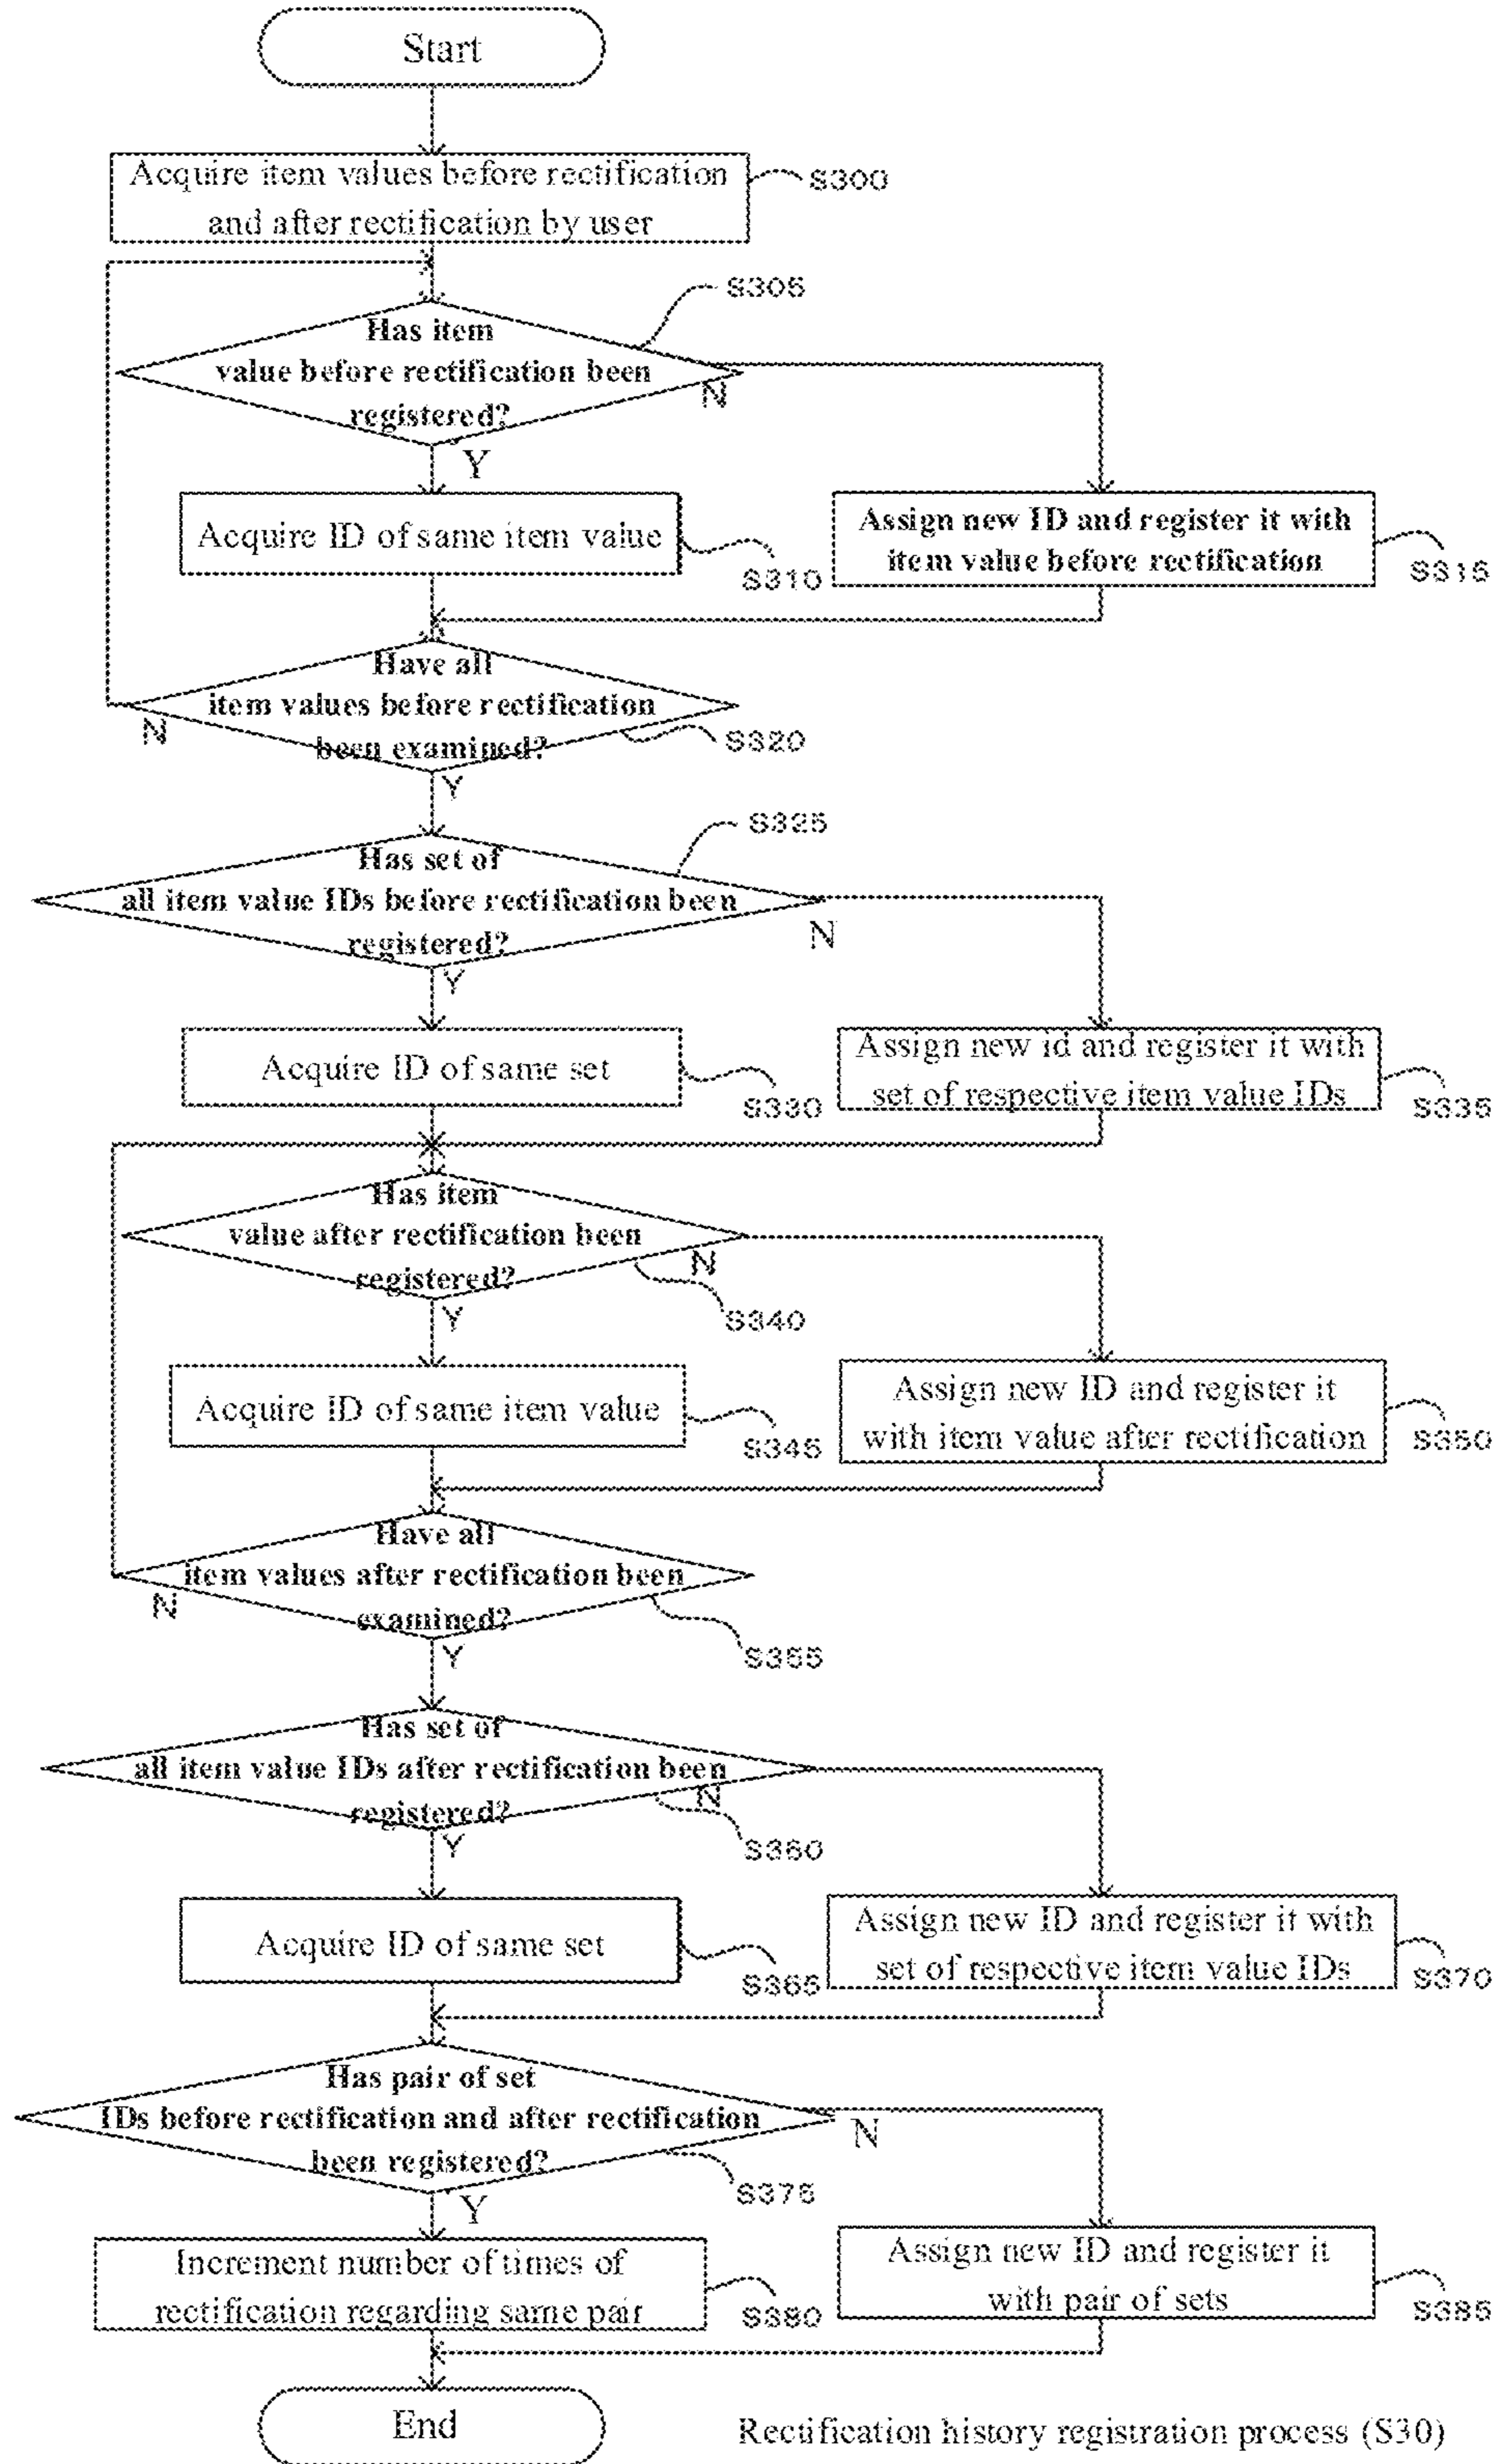 Start
Acquire item values before rectification
and after rectification by user
S300
S305
Has item
value before rectification been
registered?
N
Y
Acquire ID of same item value
S310
Assign new ID and register it with
item value before rectification
S315
Have all
item values before rectification
been examined?
N
S320
Y
S325
Has set of
all item value IDs before rectification been
registered?
N
Y
Acquire ID of same set
S330
Assign new id and register it with
set of respective item value IDs
S335
Has item
value after rectification been
registered?
N
S340
Y
Acquire ID of same item value
S345
Assign new ID and register it
with item value after rectification
S350
Have all
item values after rectification been
examined?
N
S355
Y
Has set of
all item value IDs after rectification been
registered?
N
S360
Y
Acquire ID of same set
S365
Assign new ID and register it with
set of respective item value IDs
S370
Has pair of set
IDs before rectification and after rectification
been registered?
N
S375
Y
Increment number of times of
rectification regarding same pair
S380
Assign new ID and register it
with pair of sets
S385
End
Rectification history registration process (S30)